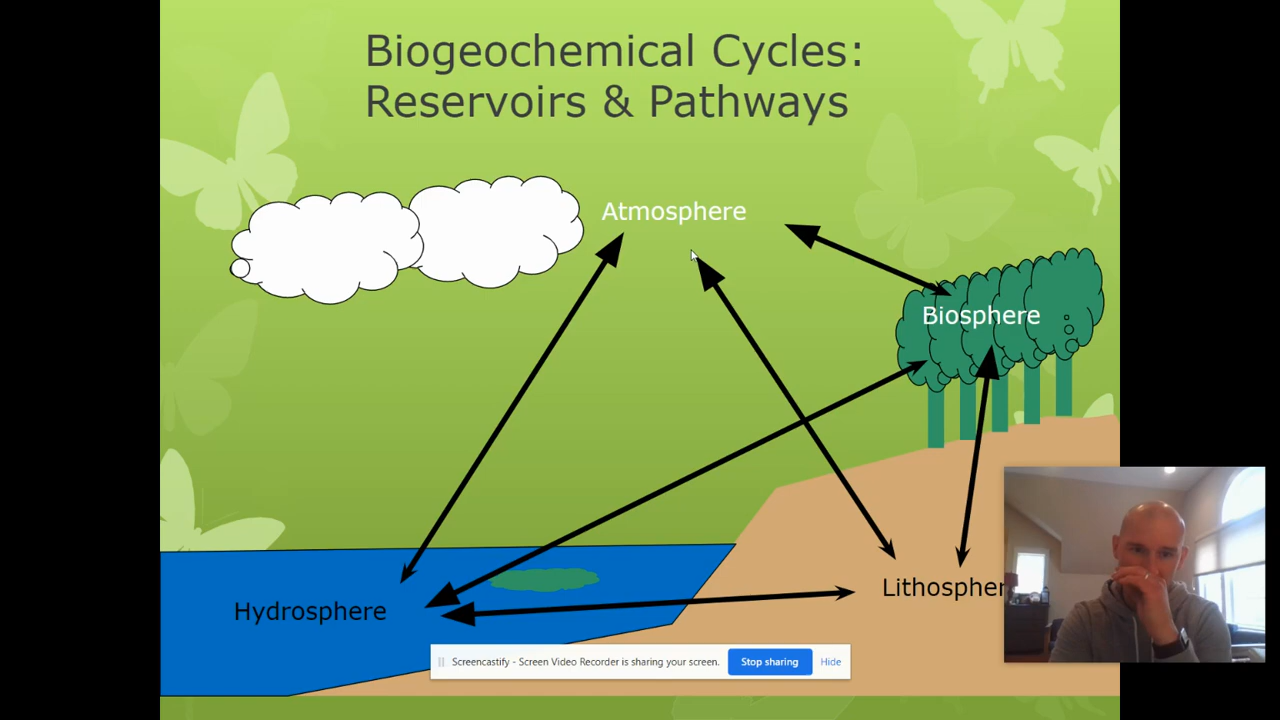 Biogeochemical Cycles:
Reservoirs & Pathways
Atmosphere
Biosphere
Lithospher
Hydrosphere
Screencastify - Screen Video Recorder is sharing your screen.
Stop sharing
Hide